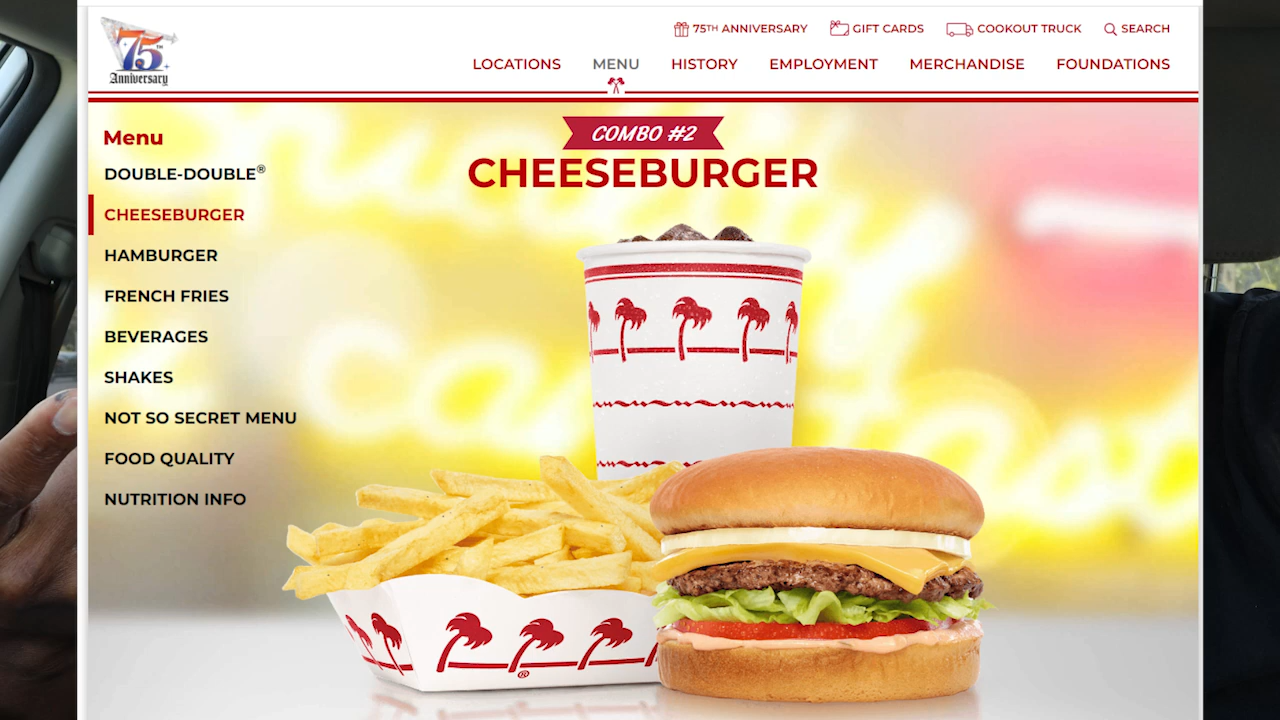 75TH
Anniversary
75TH ANNIVERSARY
GIFT CARDS
COOKOUT TRUCK
SEARCH
LOCATIONS
MENU
HISTORY
EMPLOYMENT
MERCHANDISE
FOUNDATIONS
Menu
DOUBLE-DOUBLE®
CHEESEBURGER
HAMBURGER
FRENCH FRIES
BEVERAGES
SHAKES
NOT SO SECRET MENU
FOOD QUALITY
NUTRITION INFO
COMBO #2
CHEESEBURGER
®